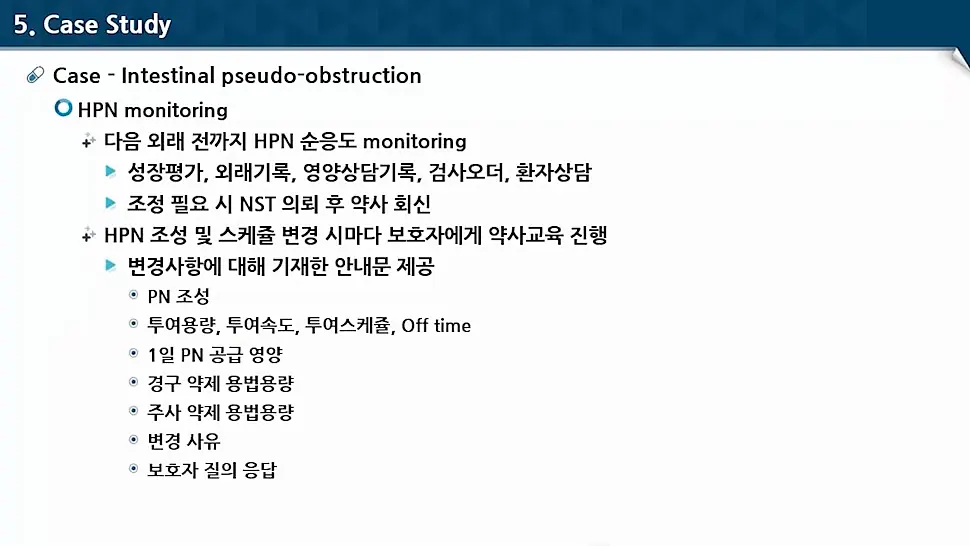 5. Case Study
Case - Intestinal pseudo-obstruction
HPN monitoring
다음 외래 전까지 HPN 순응도 monitoring
성장평가, 외래기록, 영양상담기록, 검사오더, 환자상담
조정 필요 시 NST 의뢰 후 약사 회신
HPN 조성 및 스케쥴 변경 시마다 보호자에게 약사교육 진행
변경사항에 대해 기재한 안내문 제공
PN 조성
투여용량, 투여속도, 투여스케쥴, Off time
1일 PN 공급 영양
경구 약제 용법용량
주사 약제 용법용량
변경 사유
보호자 질의 응답